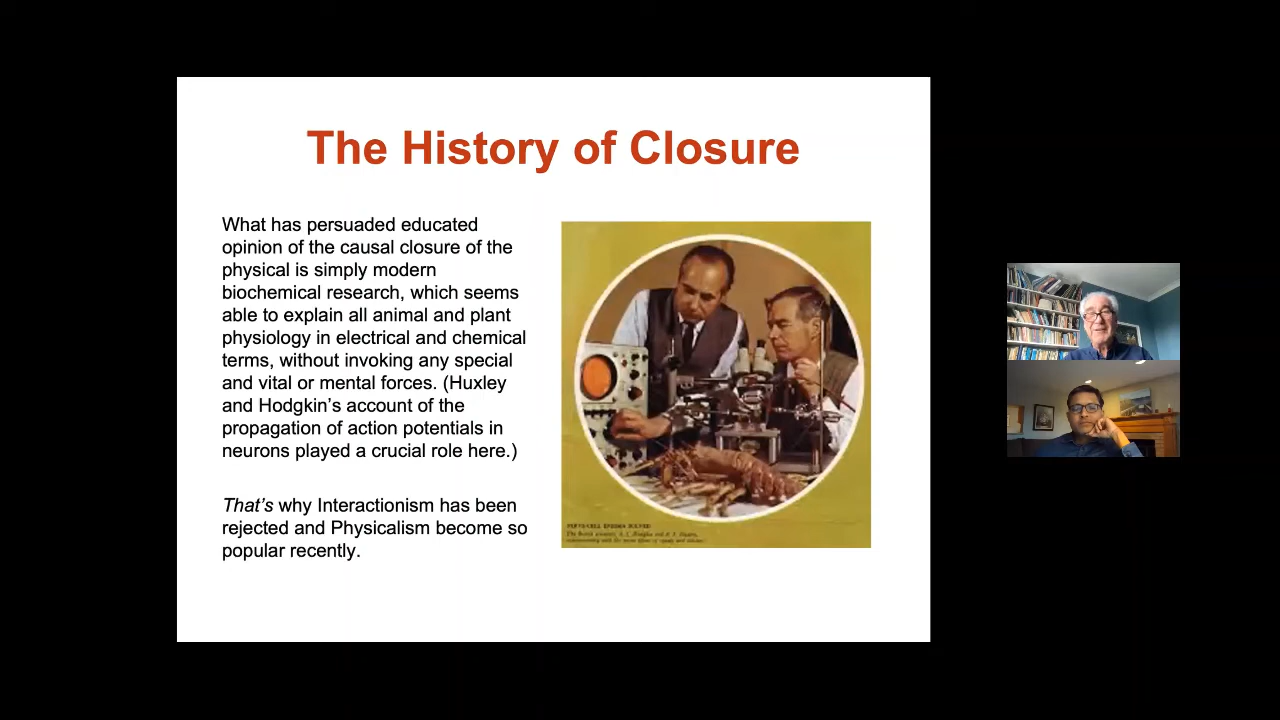 The History of Closure
What has persuaded educated
opinion of the causal closure of the
physical is simply modern
biochemical research, which seems
able to explain all animal and plant
physiology in electrical and chemical
terms, without invoking any special
and vital or mental forces. (Huxley
and Hodgkin’s account of the
propagation of action potentials in
neurons played a crucial role here.)
That’s why Interactionism has been
rejected and Physicalism become so
popular recently.